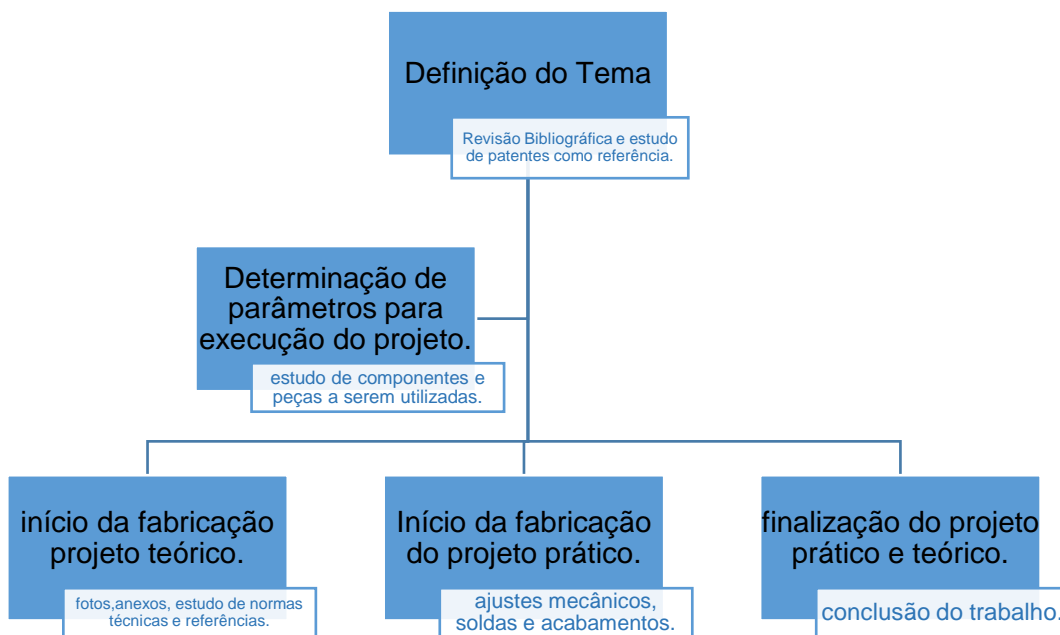 Definição do Tema
Revisão Bibliográfica e estudo
de patentes como referência.
Determinação de
parâmetros para
execução do projeto.
estudo de componentes e
peças a serem utilizadas.
início da fabricação
projeto teórico.
fotos,anexos, estudo de normas
técnicas e referências.
Início da fabricação
do projeto prático.
ajustes mecânicos,
soldas e acabamentos.
finalização do projeto
prático e teórico.
conclusão do trabalho.